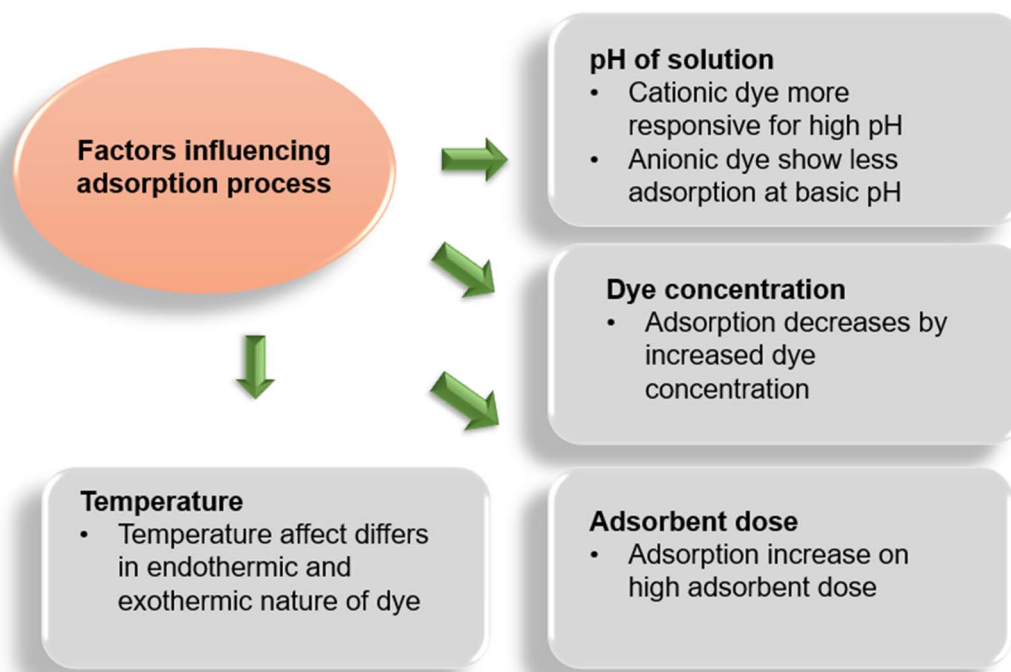 Factors influencing
adsorption process
pH of solution
• Cationic dye more
responsive for high pH
• Anionic dye show less
adsorption at basic pH
Dye concentration
• Adsorption decreases by
increased dye
concentration
Temperature
• Temperature affect differs
in endothermic and
exothermic nature of dye
Adsorbent dose
• Adsorption increase on
high adsorbent dose